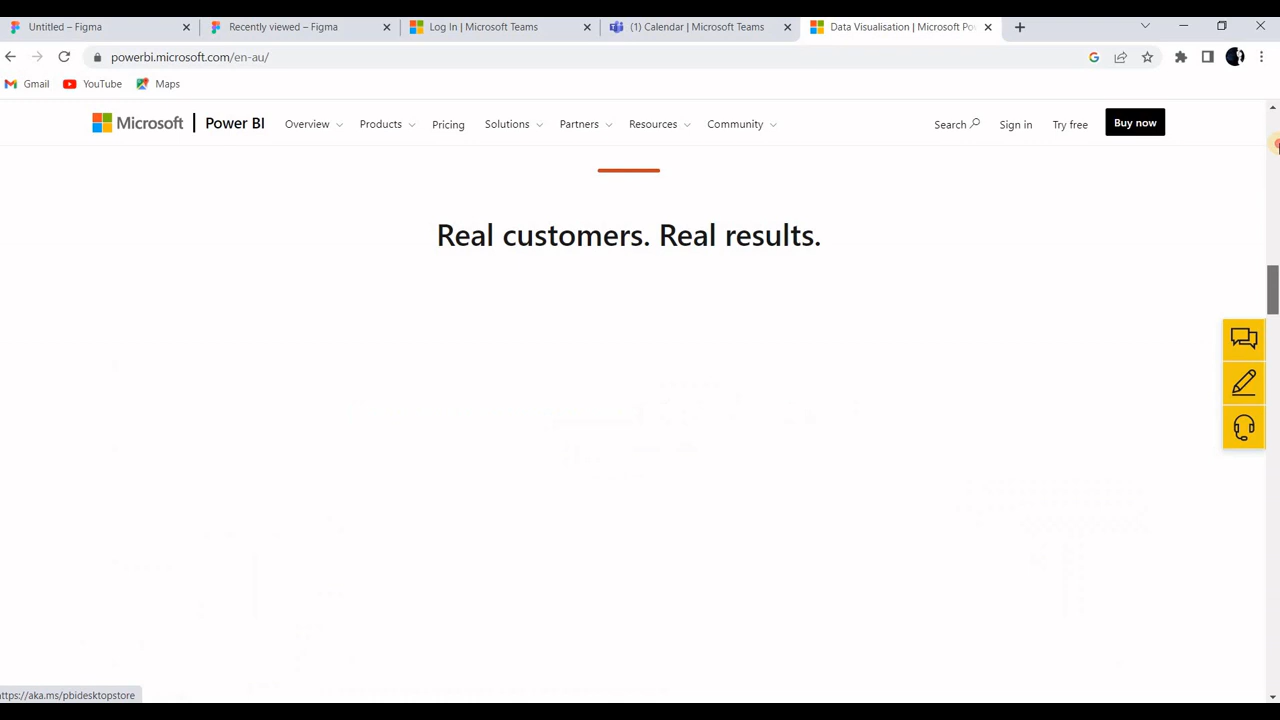 Untitled – Figma
Recently viewed – Figma
Log In | Microsoft Teams
(1) Calendar | Microsoft Teams
Data Visualisation | Microsoft Po
powerbi.microsoft.com/en-au/
Gmail
YouTube
Maps
Microsoft
Power BI
Overview
Products
Pricing
Solutions
Partners
Resources
Community
Search
Sign in
Try free
Buy now
Real customers. Real results.
https://aka.ms/pbidesktopstore